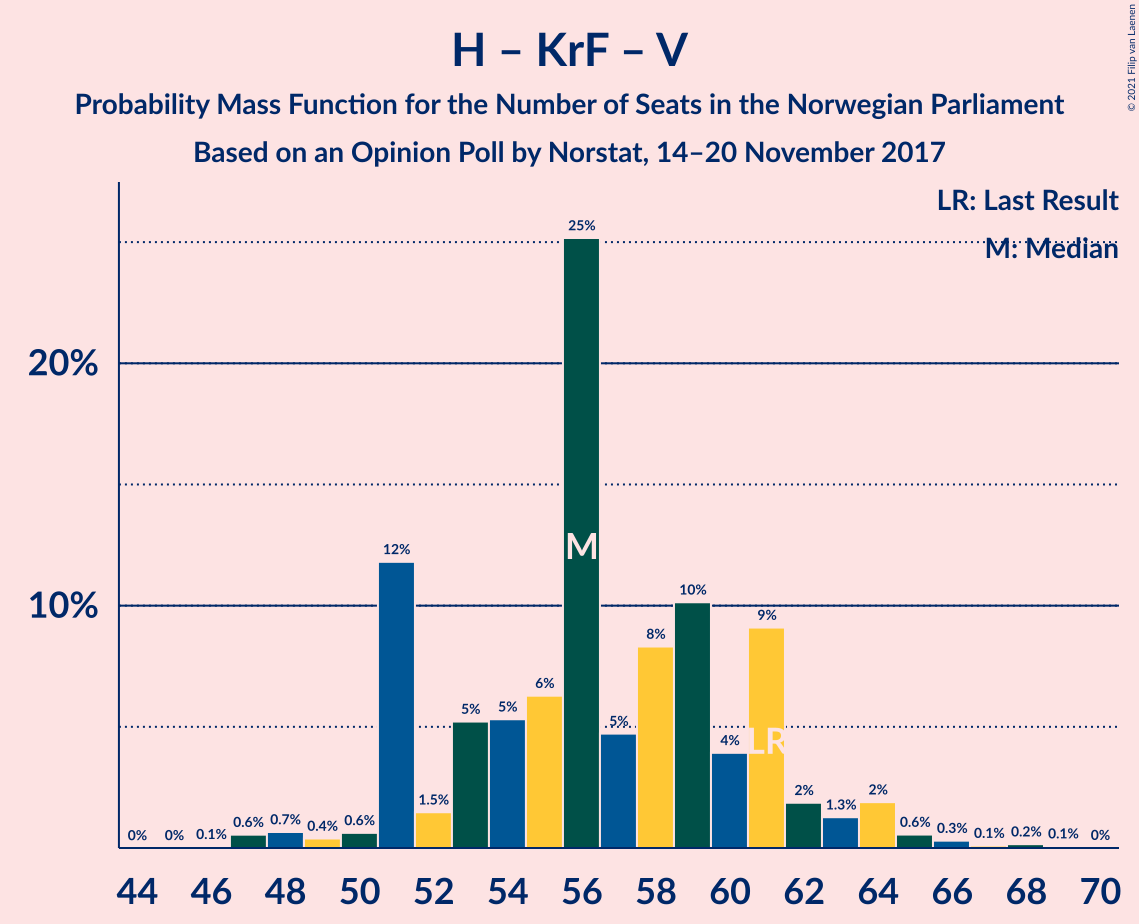 H – KrF – V
Probability Mass Function for the Number of Seats in the Norwegian Parliament
Based on an Opinion Poll by Norstat, 14–20 November 2017
© 2021 Filip van Laenen
LR: Last Result
M: Median
20%
10%
0% 0% 0.1% 0.6% 0.7% 0.4% 0.6% 12% 1.5% 5% 5% 6% 25% 5% 8% 10% 4% 9% 2% 1.3% 2% 0.6% 0.3% 0.1% 0.2% 0.1% 0%
M
LR
44 46 48 50 52 54 56 58 60 62 64 66 68 70